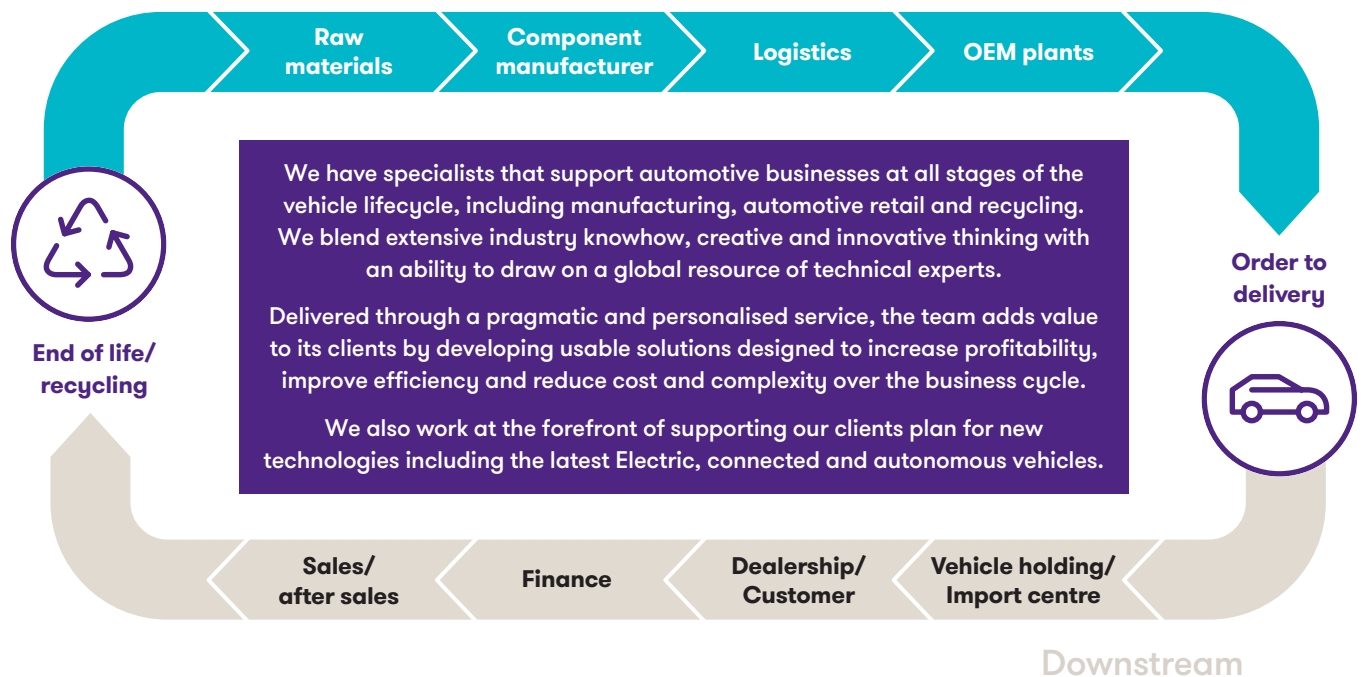 Raw
materials
Component
manufacturer
Logistics
OEM plants
We have specialists that support automotive businesses at all stages of the
vehicle lifecycle, including manufacturing, automotive retail and recycling.
We blend extensive industry knowhow, creative and innovative thinking with
an ability to draw on a global resource of technical experts.
Delivered through a pragmatic and personalised service, the team adds value
to its clients by developing usable solutions designed to increase profitability,
improve efficiency and reduce cost and complexity over the business cycle.
We also work at the forefront of supporting our clients plan for new
technologies including the latest Electric, connected and autonomous vehicles.
Order to
delivery
End of life/
recycling
Sales/
after sales
Finance
Dealership/
Customer
Vehicle holding/
Import centre
Downstream